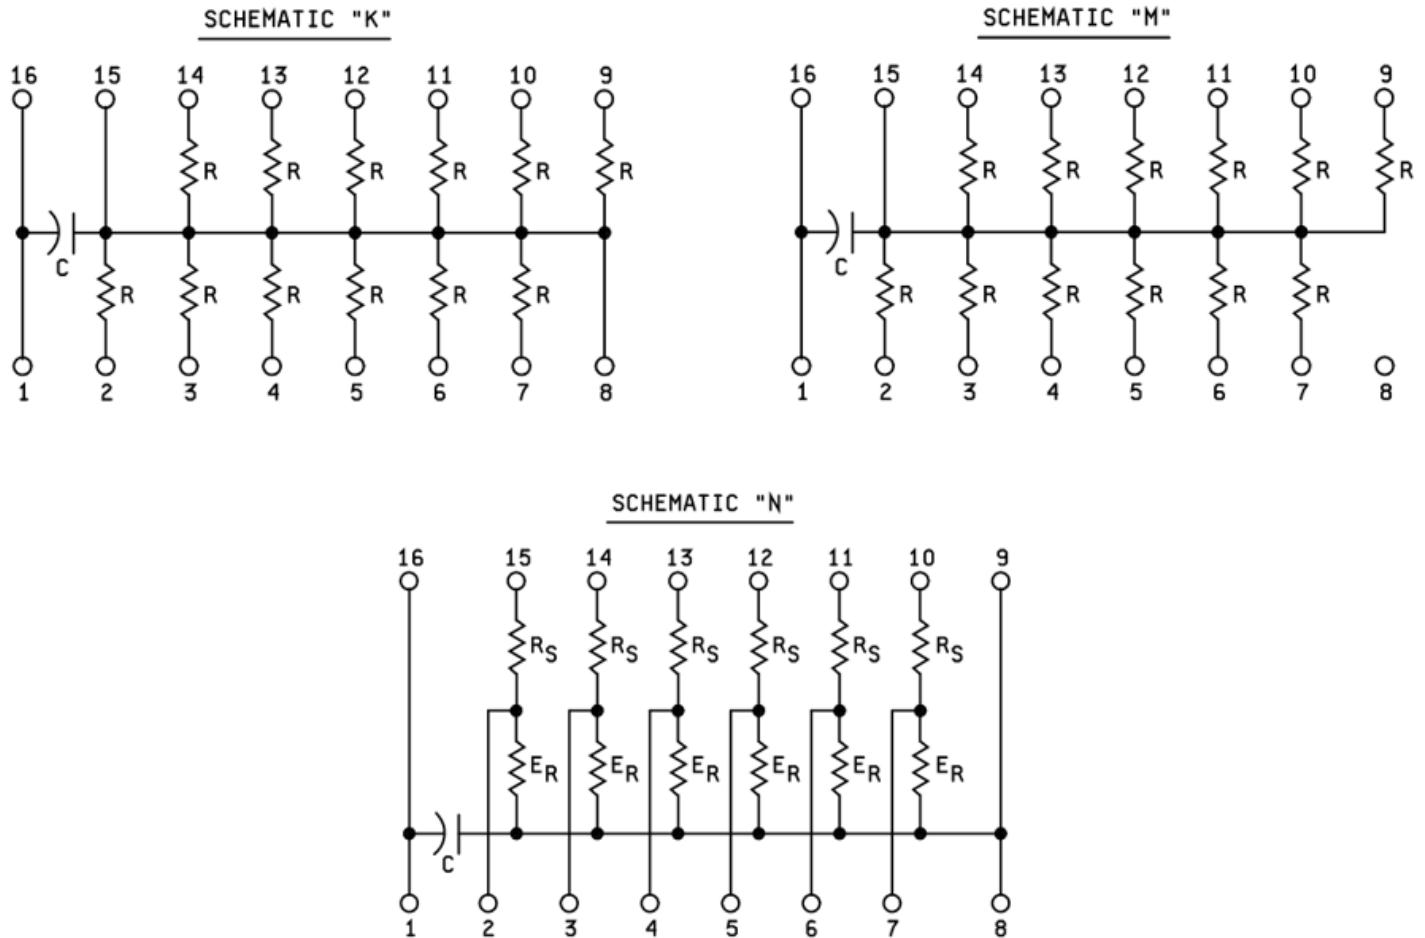 SCHEMATIC "K"
16 15 14 13 12 11 10 9
R R R R R R
C
R R R R R R
1 2 3 4 5 6 7 8
SCHEMATIC "M"
16 15 14 13 12 11 10 9
R R R R R R
C
R R R R R R
1 2 3 4 5 6 7 8
SCHEMATIC "N"
16 15 14 13 12 11 10 9
RS RS RS RS RS RS
ER ER ER ER ER ER
C
1 2 3 4 5 6 7 8